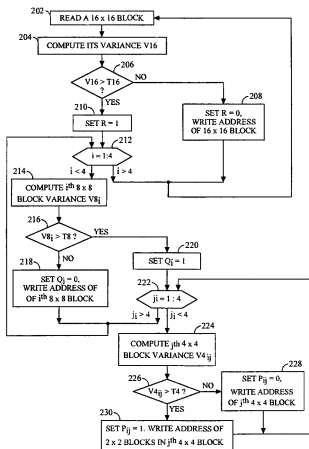 202
READ A 16 x 16 BLOCK
204
COMPUTE ITS VARIANCE V16
206
V16 > T16
?
NO
YES
208
SET R = 0,
WRITE ADDRESS
OF 16 x 16 BLOCK
210
SET R = 1
212
i = 1:4
i < 4
i > 4
214
COMPUTE ith 8 x 8
BLOCK VARIANCE V8i
216
V8i > T8 ?
YES
NO
218
SET Qi = 0,
WRITE ADDRESS OF
OF ith 8 x 8 BLOCK
220
SET Qi = 1
222
ji = 1 : 4
ji > 4
ji < 4
224
COMPUTE jth 4 x 4
BLOCK VARIANCE V4 ij
226
V4ij > T4 ?
NO
YES
228
SET Pij = 0,
WRITE ADDRESS
OF jth 4 x 4 BLOCK
230
SET Pij = 1. WRITE ADDRESS OF
2 x 2 BLOCKS IN jth 4 x 4 BLOCK